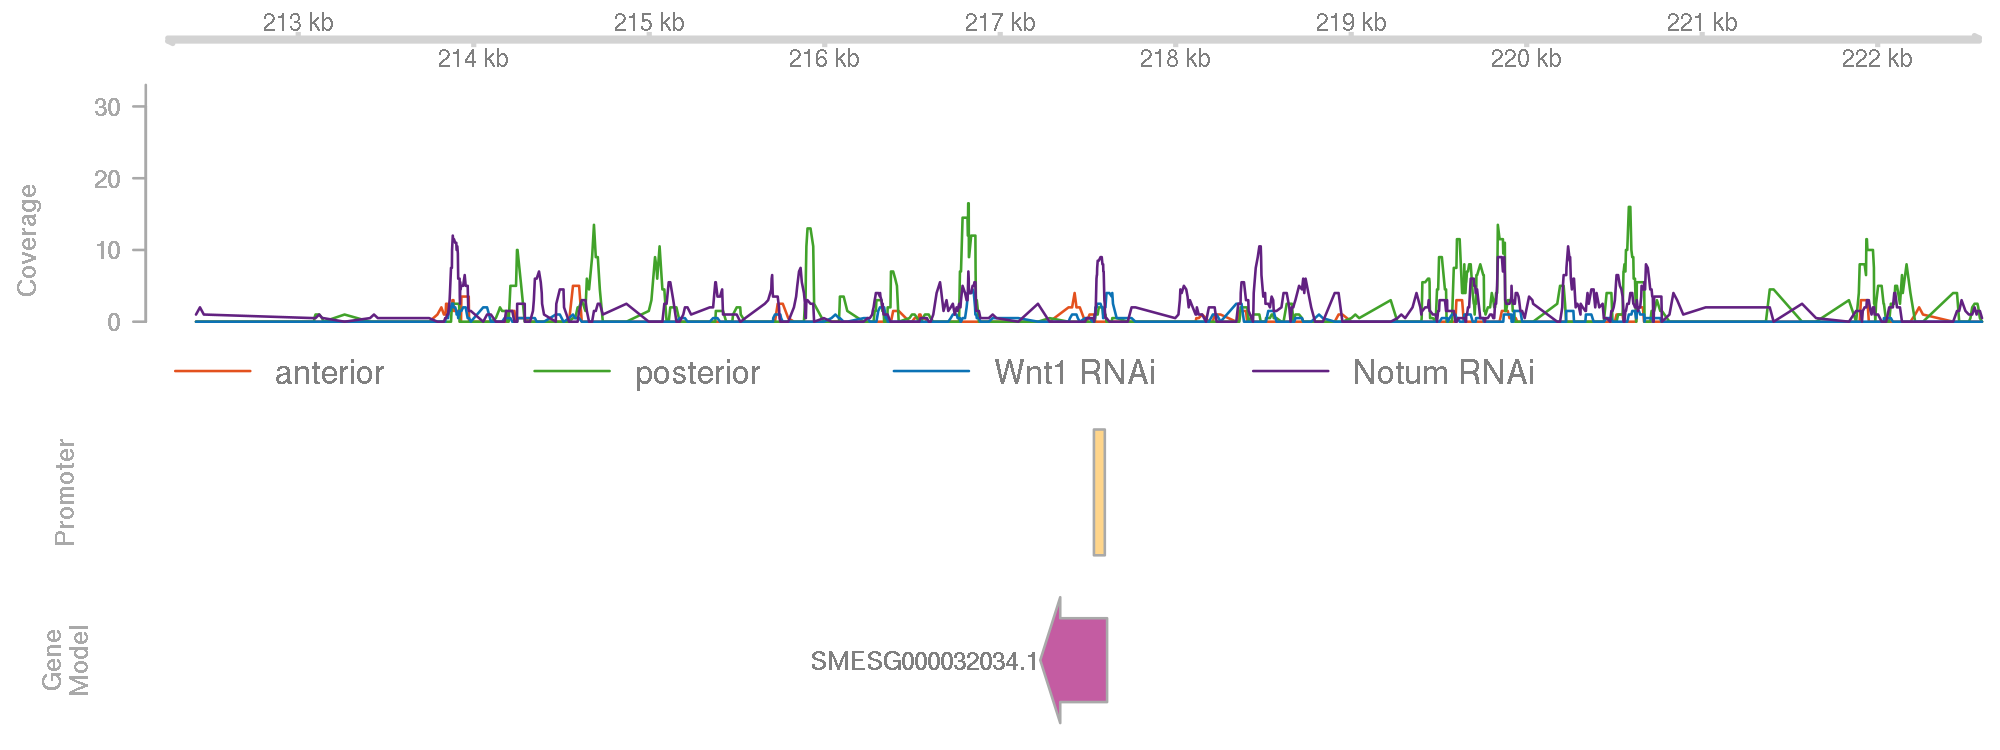 213 kb 215 kb 217 kb 219 kb 221 kb
214 kb 216 kb 218 kb 220 kb 222 kb
Coverage
30
20
10
0
anterior posterior Wnt1 RNAi Notum RNAi
Promoter
Gene
Model
SMESG000032034.1